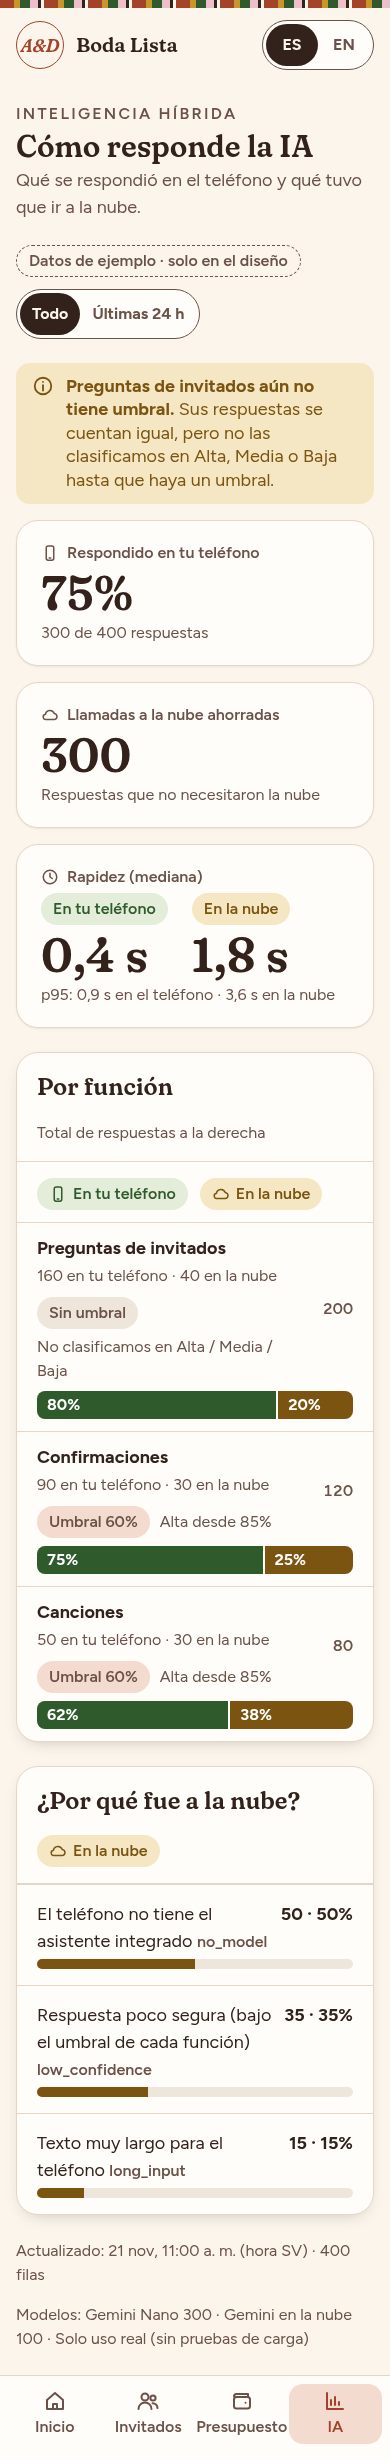 A&D Boda Lista ES EN
INTELIGENCIA HÍBRIDA
Cómo responde la IA
Qué se respondió en el teléfono y qué tuvo
que ir a la nube.
Datos de ejemplo · solo en el diseño
Todo Últimas 24 h
Preguntas de invitados aún no
tiene umbral. Sus respuestas se
cuentan igual, pero no las
clasificamos en Alta, Media o Baja
hasta que haya un umbral.
Respondido en tu teléfono
75%
300 de 400 respuestas
Llamadas a la nube ahorradas
300
Respuestas que no necesitaron la nube
Rapidez (mediana)
En tu teléfono En la nube
0,4 s 1,8 s
p95: 0,9 s en el teléfono · 3,6 s en la nube
Por función
Total de respuestas a la derecha
En tu teléfono En la nube
Preguntas de invitados
160 en tu teléfono · 40 en la nube
Sin umbral 200
No clasificamos en Alta / Media /
Baja
80% 20%
Confirmaciones
90 en tu teléfono · 30 en la nube 120
Umbral 60% Alta desde 85%
75% 25%
Canciones
50 en tu teléfono · 30 en la nube 80
Umbral 60% Alta desde 85%
62% 38%
¿Por qué fue a la nube?
En la nube
El teléfono no tiene el 50 · 50%
asistente integrado no_model
Respuesta poco segura (bajo 35 · 35%
el umbral de cada función)
low_confidence
Texto muy largo para el 15 · 15%
teléfono long_input
Actualizado: 21 nov, 11:00 a. m. (hora SV) · 400
filas
Modelos: Gemini Nano 300 · Gemini en la nube
100 · Solo uso real (sin pruebas de carga)
Inicio Invitados Presupuesto IA